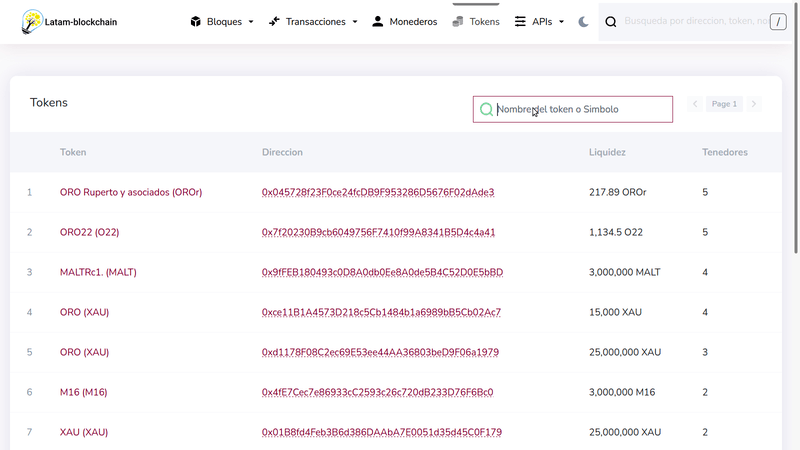 Latam-blockchain Bloques Transacciones Monederos Tokens APIs Busqueda por direccion, token, nom /
Tokens Nombre del token o Simbolo Page 1
Token Direccion Liquidez Tenedores
1 ORO Ruperto y asociados (OROr) 0x045728f23F0ce24fcDB9F953286D5676F02dAde3 217.89 OROr 5
2 ORO22 (O22) 0x7f20230B9cb6049756F7410f99A8341B5D4c4a41 1,134.5 O22 5
3 MALTRc1. (MALT) 0x9fFEB180493c0D8A0db0Ee8A0de5B4C52D0E5bBD 3,000,000 MALT 4
4 ORO (XAU) 0xce11B1A4573D218c5Cb1484b1a6989bB5Cb02Ac7 15,000 XAU 4
5 ORO (XAU) 0xd1178F08C2ec69E53ee44AA36803beD9F06a1979 25,000,000 XAU 3
6 M16 (M16) 0x4fE7Cec7e86933cC2593c26c720dB233D76F6Bc0 3,000,000 M16 2
7 XAU (XAU) 0x01B8fd4Feb3B6d386DAAbA7E0051d35d45C0F179 25,000,000 XAU 2